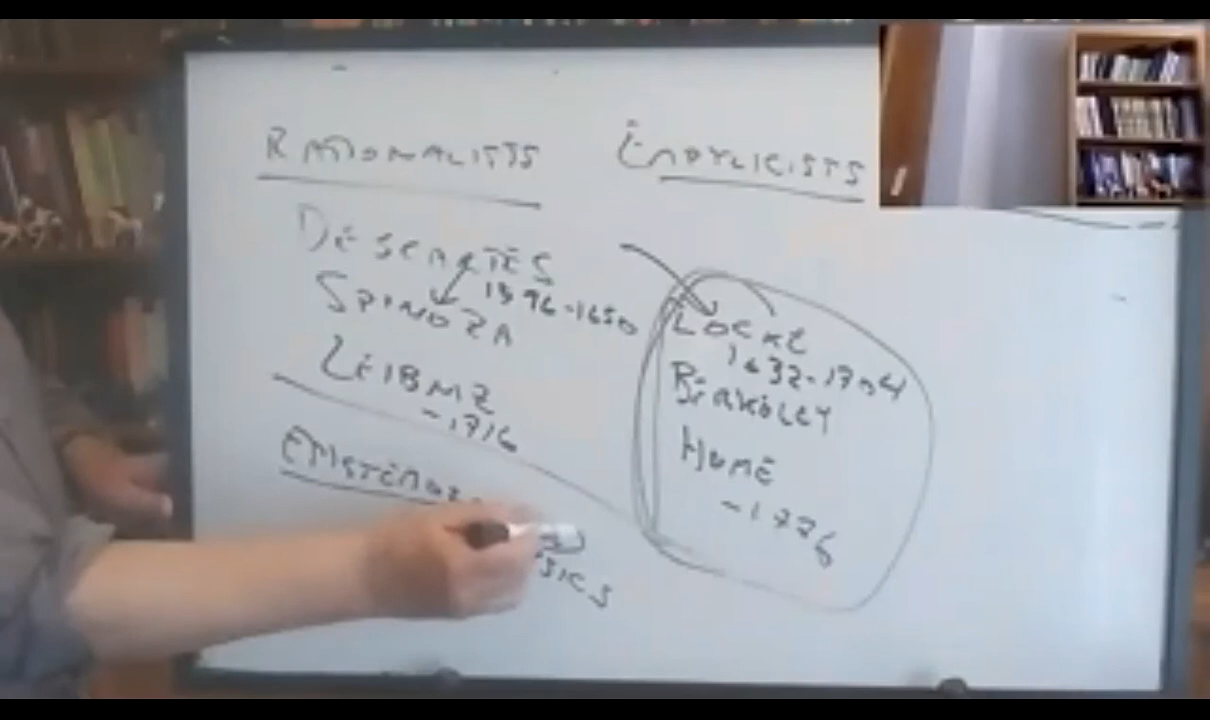 RATIONALISTS
EMPIRICISTS
DESCARTES
1596-1650
SPINOZA
LEIBNIZ
-1716
LOCKE
1632-1704
BERKELEY
HUME
-1776